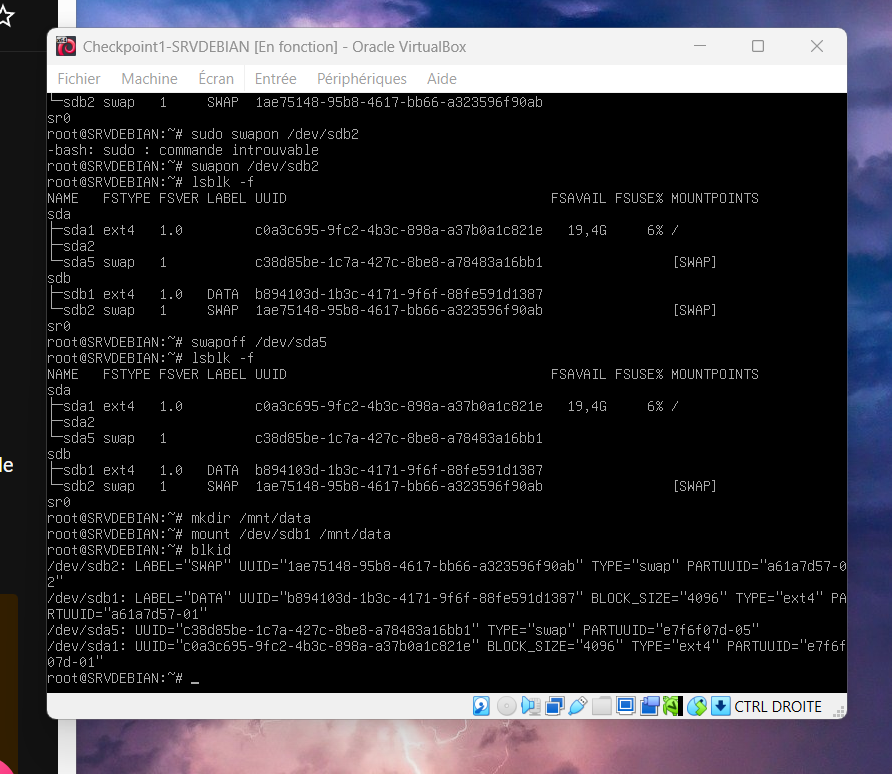 Checkpoint1-SRVDEBIAN [En fonction] - Oracle VirtualBox
Fichier Machine Écran Entrée Périphériques Aide
└─sdb2 swap 1 SWAP 1ae75148-95b8-4617-bb66-a323596f90ab
sr0
root@SRVDEBIAN:~# sudo swapon /dev/sdb2
-bash: sudo : commande introuvable
root@SRVDEBIAN:~# swapon /dev/sdb2
root@SRVDEBIAN:~# lsblk -f
NAME FSTYPE FSVER LABEL UUID FSAVAIL FSUSE% MOUNTPOINTS
sda
├─sda1 ext4 1.0 c0a3c695-9fc2-4b3c-898a-a37b0a1c821e 19,4G 6% /
├─sda2
└─sda5 swap 1 c38d85be-1c7a-427c-8be8-a78483a16bb1 [SWAP]
sdb
├─sdb1 ext4 1.0 DATA b894103d-1b3c-4171-9f6f-88fe591d1387
└─sdb2 swap 1 SWAP 1ae75148-95b8-4617-bb66-a323596f90ab [SWAP]
sr0
root@SRVDEBIAN:~# swapoff /dev/sda5
root@SRVDEBIAN:~# lsblk -f
NAME FSTYPE FSVER LABEL UUID FSAVAIL FSUSE% MOUNTPOINTS
sda
├─sda1 ext4 1.0 c0a3c695-9fc2-4b3c-898a-a37b0a1c821e 19,4G 6% /
├─sda2
└─sda5 swap 1 c38d85be-1c7a-427c-8be8-a78483a16bb1
sdb
├─sdb1 ext4 1.0 DATA b894103d-1b3c-4171-9f6f-88fe591d1387
└─sdb2 swap 1 SWAP 1ae75148-95b8-4617-bb66-a323596f90ab [SWAP]
sr0
root@SRVDEBIAN:~# mkdir /mnt/data
root@SRVDEBIAN:~# mount /dev/sdb1 /mnt/data
root@SRVDEBIAN:~# blkid
/dev/sdb2: LABEL="SWAP" UUID="1ae75148-95b8-4617-bb66-a323596f90ab" TYPE="swap" PARTUUID="a61a7d57-0
2"
/dev/sdb1: LABEL="DATA" UUID="b894103d-1b3c-4171-9f6f-88fe591d1387" BLOCK_SIZE="4096" TYPE="ext4" PA
RTUUID="a61a7d57-01"
/dev/sda5: UUID="c38d85be-1c7a-427c-8be8-a78483a16bb1" TYPE="swap" PARTUUID="e7f6f07d-05"
/dev/sda1: UUID="c0a3c695-9fc2-4b3c-898a-a37b0a1c821e" BLOCK_SIZE="4096" TYPE="ext4" PARTUUID="e7f6f
07d-01"
root@SRVDEBIAN:~# _
CTRL DROITE
le